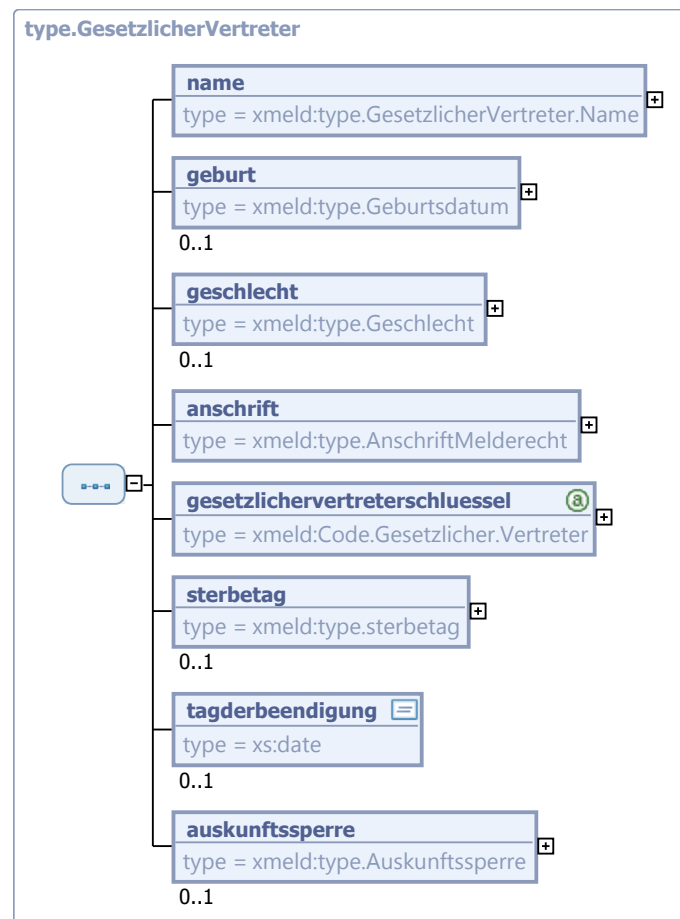 type.GesetzlicherVertreter
name
type = xmeld:type.GesetzlicherVertreter.Name
geburt
type = xmeld:type.Geburtsdatum
0..1
geschlecht
type = xmeld:type.Geschlecht
0..1
anschrift
type = xmeld:type.AnschriftMelderecht
gesetzlichervertreterschluessel a
type = xmeld:Code.Gesetzlicher.Vertreter
sterbetag
type = xmeld:type.sterbetag
0..1
tagderbeendigung
type = xs:date
0..1
auskunftssperre
type = xmeld:type.Auskunftssperre
0..1